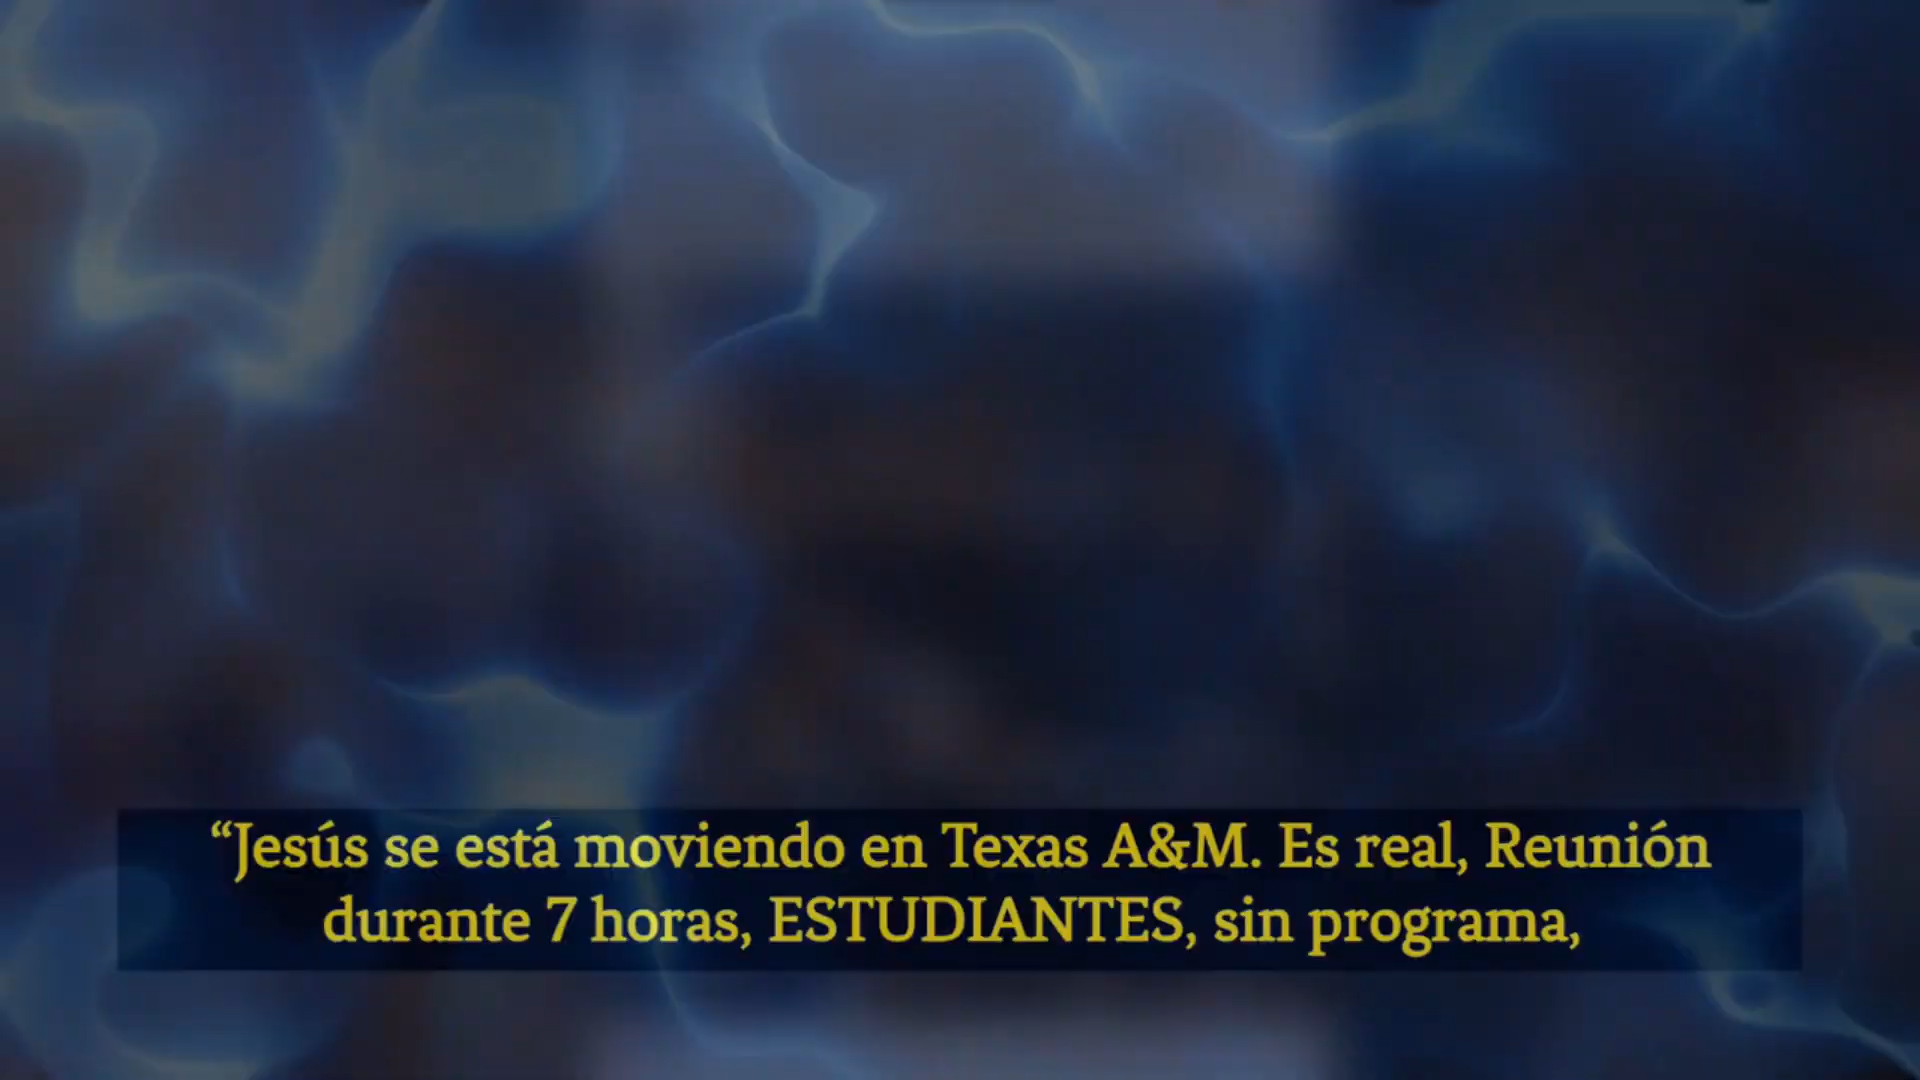 “Jesús se está moviendo en Texas A&M. Es real, Reunión
durante 7 horas, ESTUDIANTES, sin programa,